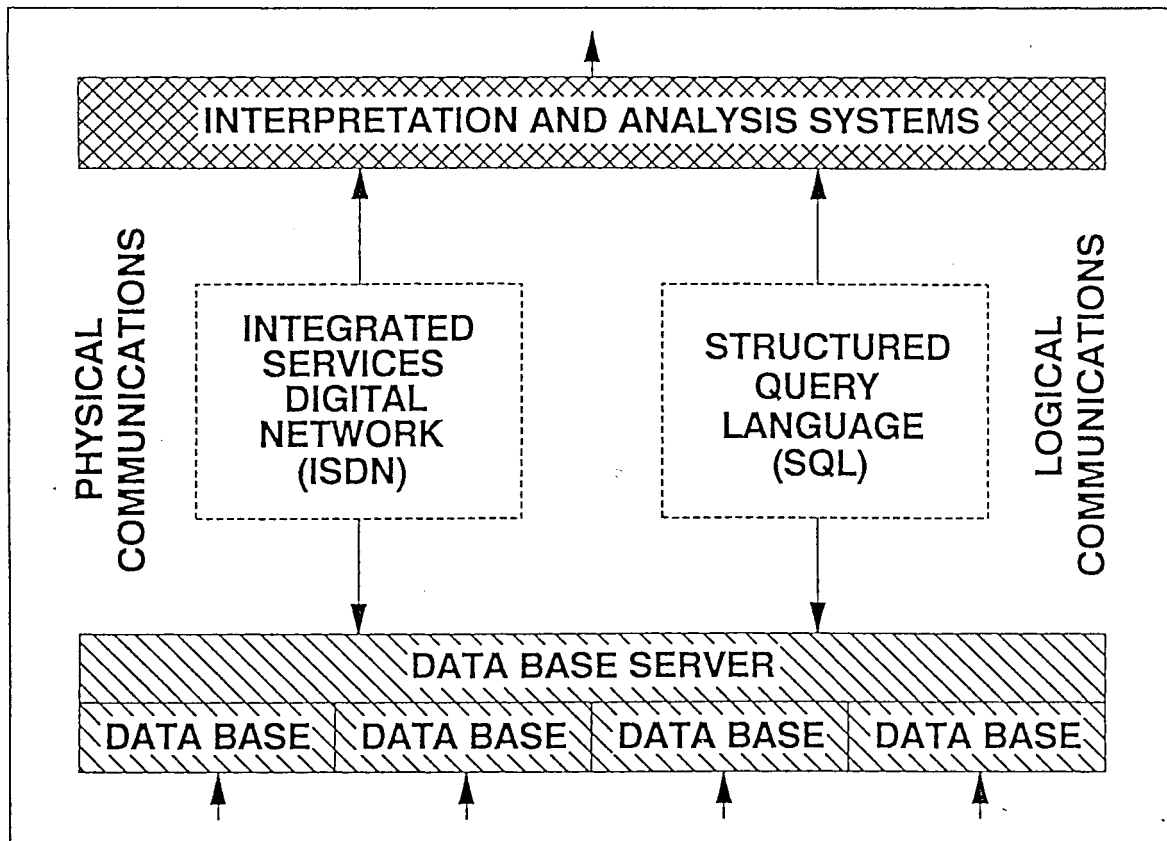 INTERPRETATION AND ANALYSIS SYSTEMS
PHYSICAL
COMMUNICATIONS
INTEGRATED
SERVICES
DIGITAL
NETWORK
(ISDN)
STRUCTURED
QUERY
LANGUAGE
(SQL)
LOGICAL
COMMUNICATIONS
DATA BASE SERVER
DATA BASE DATA BASE DATA BASE DATA BASE